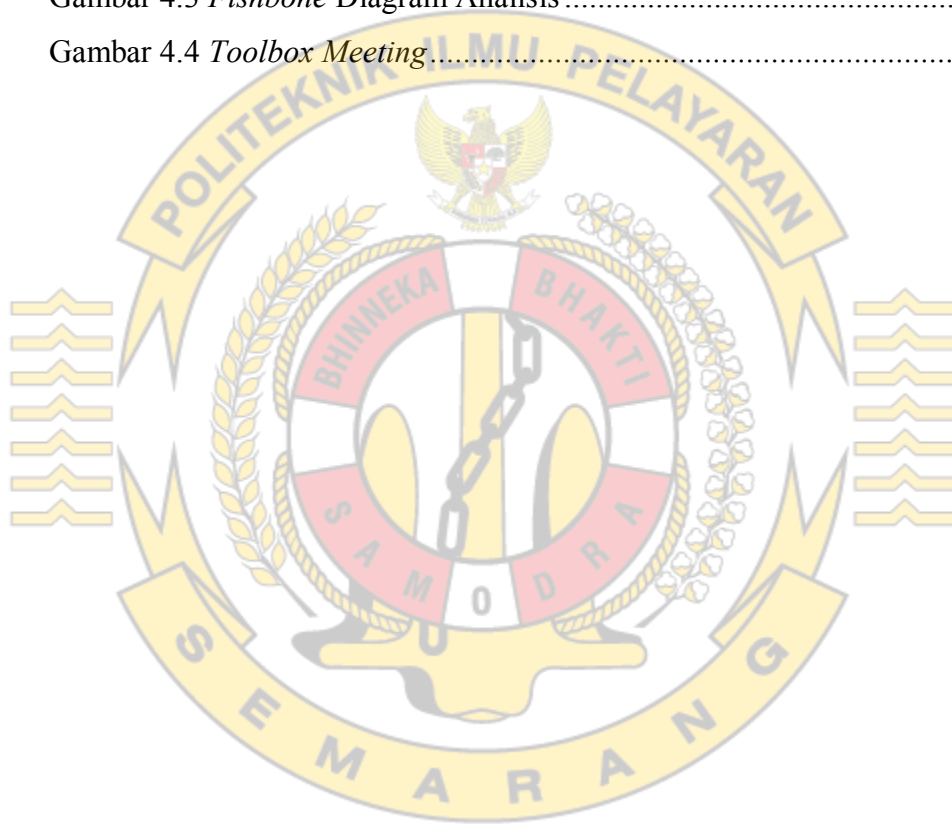 Gambar 4.3 Fishbone Diagram Analisis........................................
Gambar 4.4 Toolbox Meeting........................................................
POLITEKNIK ILMU PELAYARAN
BHINNEKA BHAKTI
SAMODRA
SEMARANG